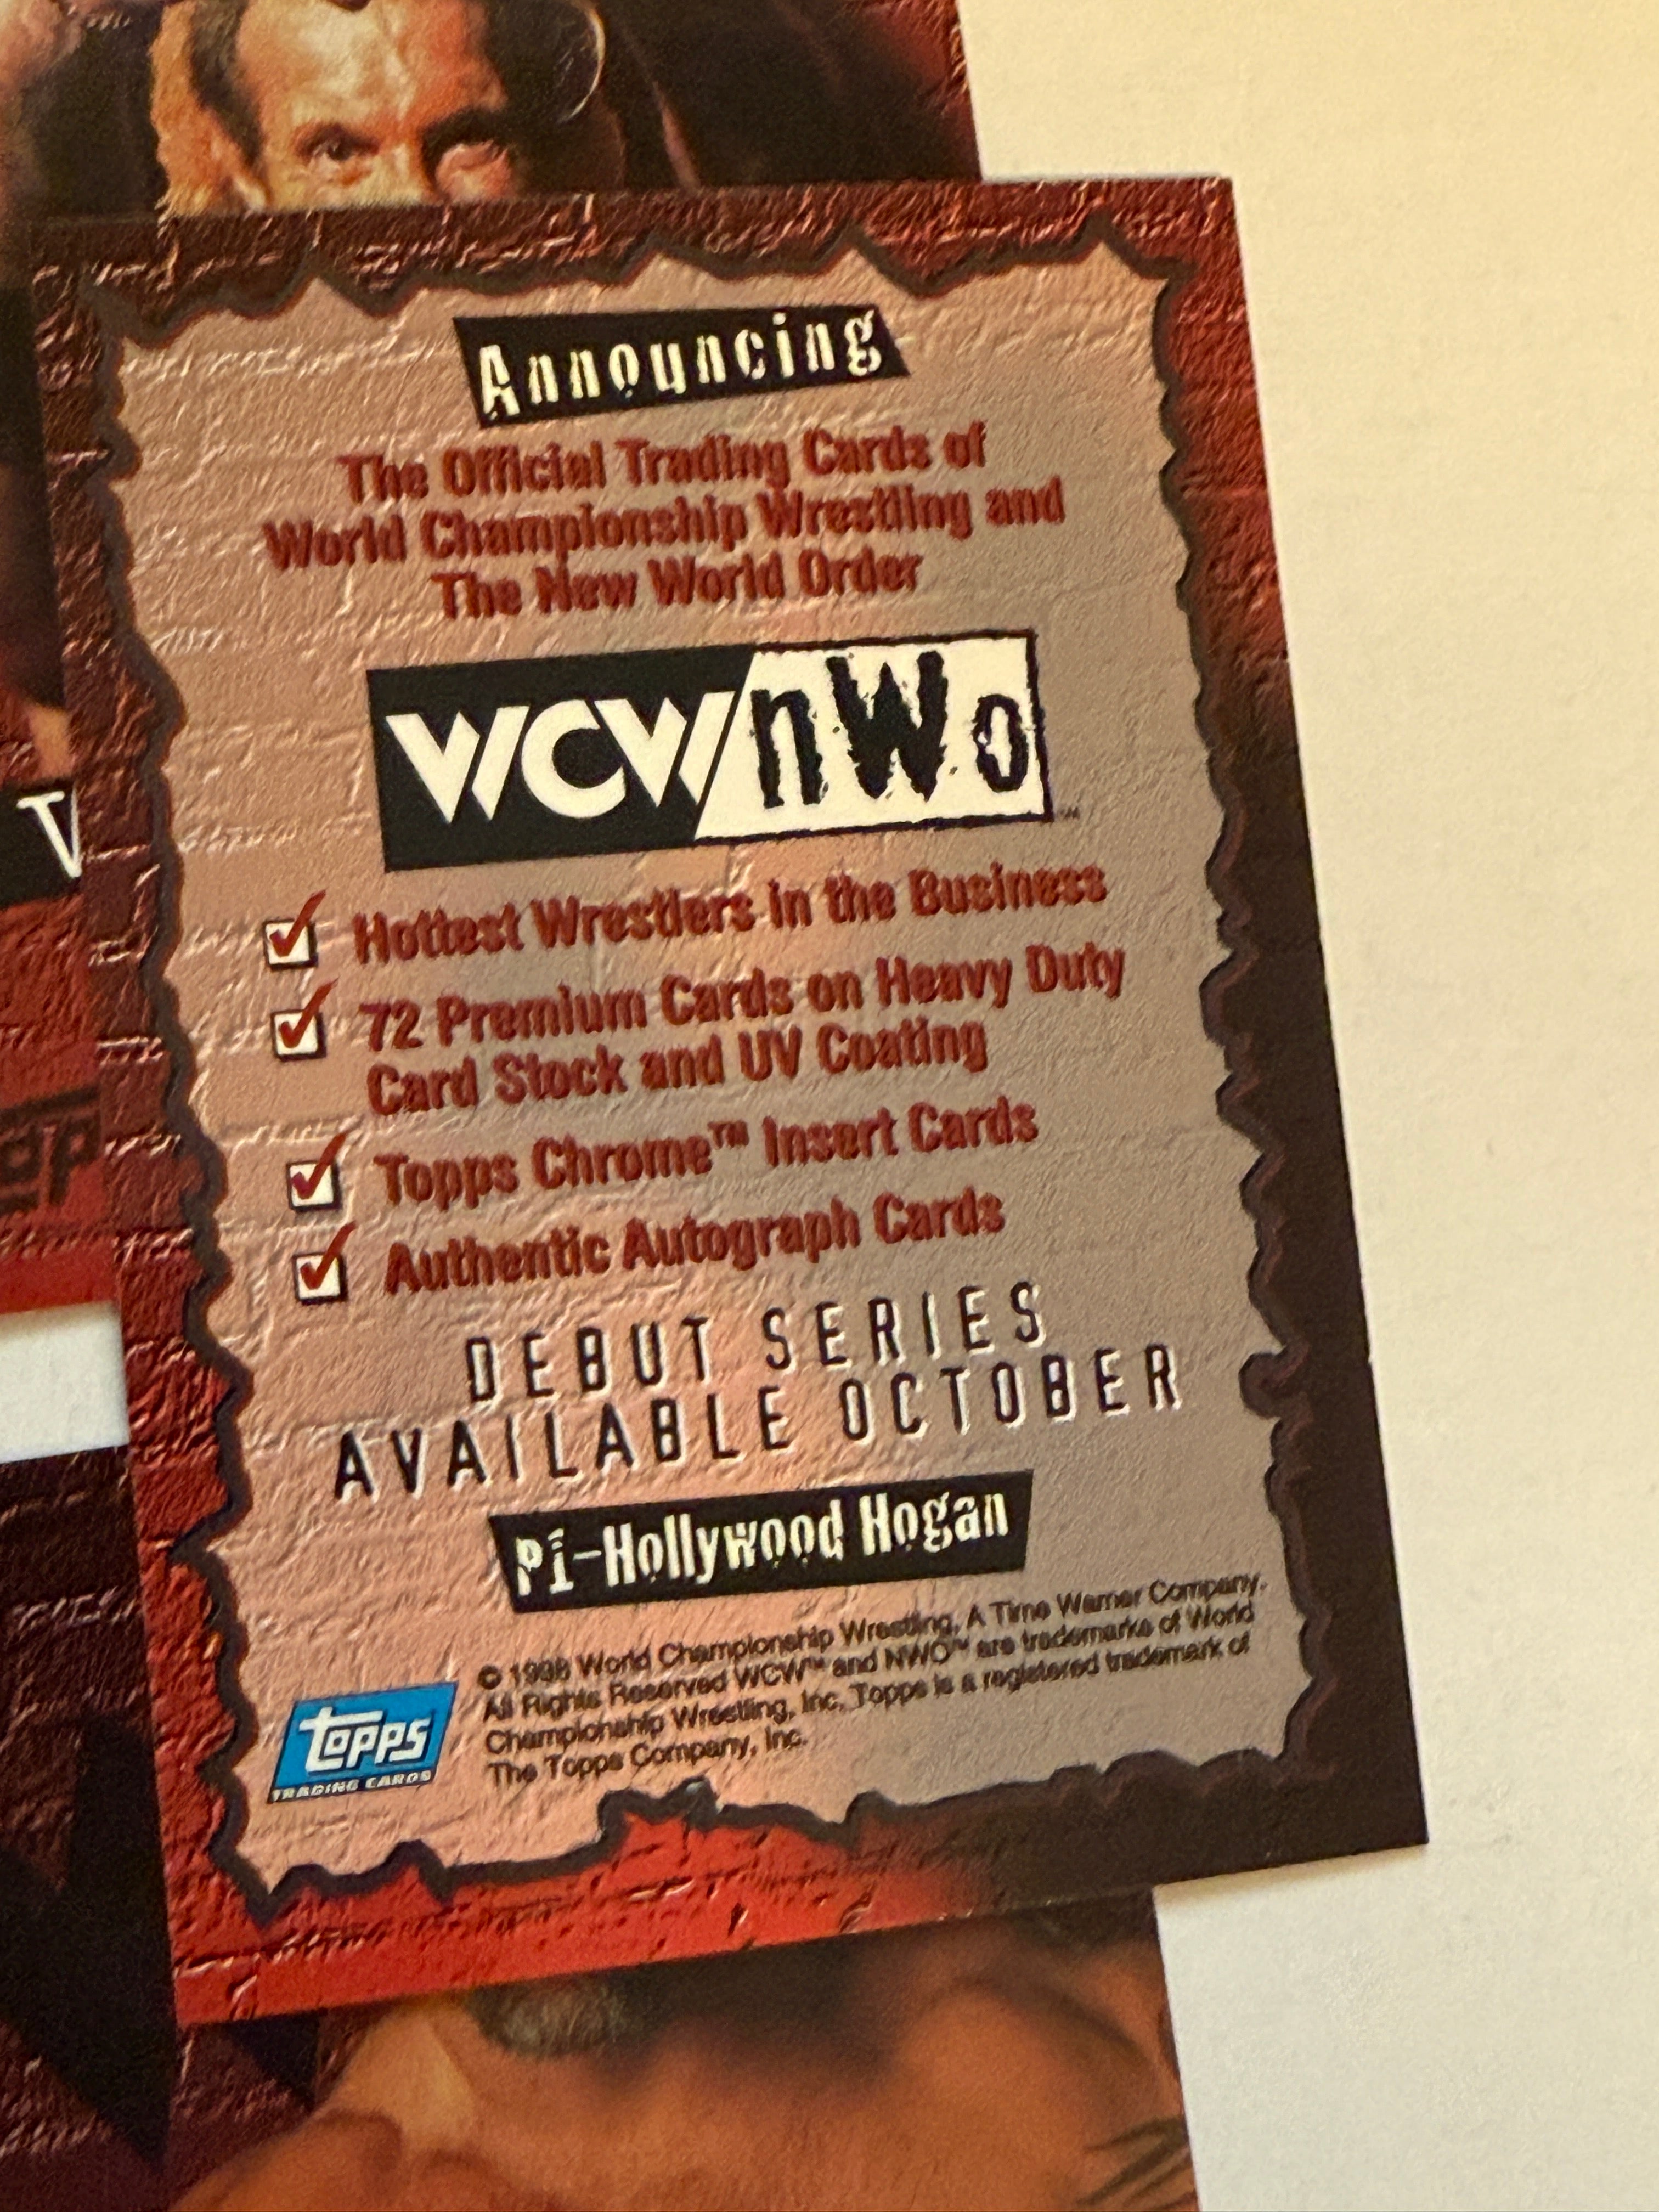 Announcing
The Official Trading Cards of
World Championship Wrestling and
The New World Order
WCW/nWo
™
Hottest Wrestlers in the Business
72 Premium Cards on Heavy Duty
Card Stock and UV Coating
Topps Chrome™ Insert Cards
Authentic Autograph Cards
DEBUT SERIES
AVAILABLE OCTOBER
P1-Hollywood Hogan
© 1998 World Championship Wrestling, A Time Warner Company.
All Rights Reserved WCW™ and NWO™ are trademarks of World
Championship Wrestling, Inc. Topps is a registered trademark of
The Topps Company, Inc.
TOPPS
TRADING CARDS